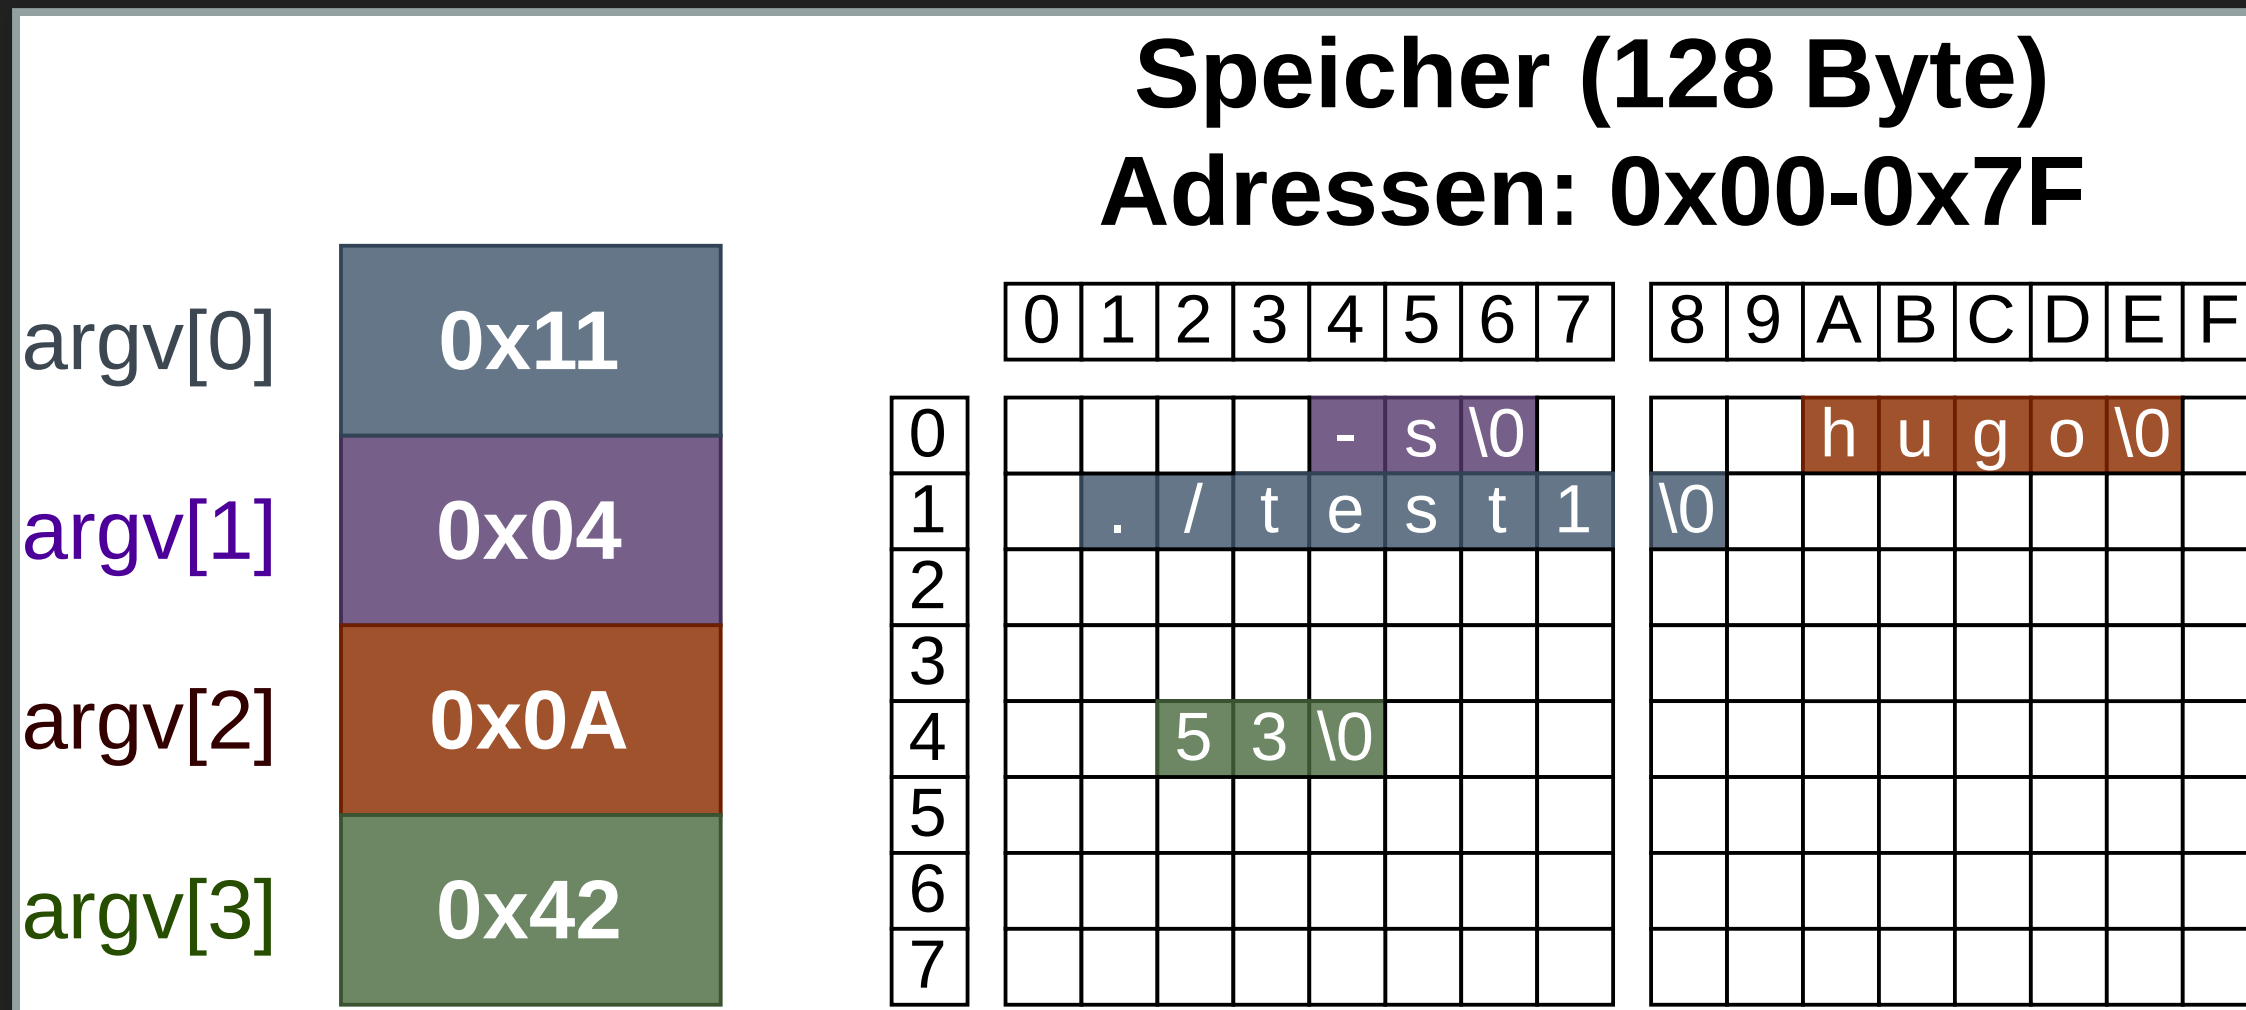 Speicher (128 Byte)
Adressen: 0x00-0x7F
0 1 2 3 4 5 6 7 8 9 A B C D E F
argv[0] 0x11
argv[1] 0x04
argv[2] 0x0A
argv[3] 0x42
0 - s \0 h u g o \0
1 . / t e s t 1 \0
2
3
4 5 3 \0
5
6
7